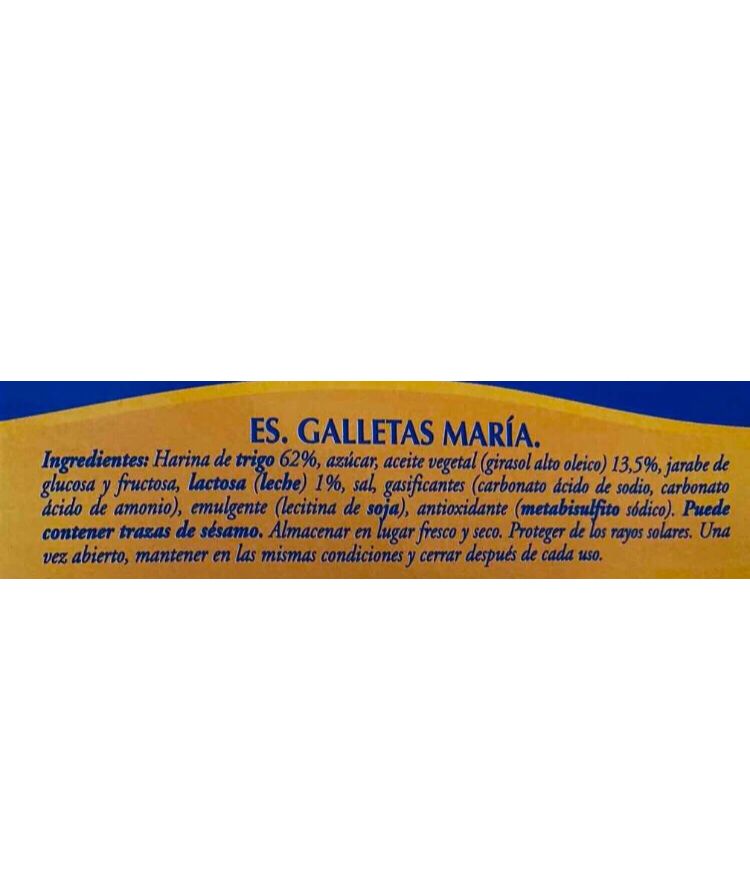 ES. GALLETAS MARÍA.
Ingredientes: Harina de trigo 62%, azúcar, aceite vegetal (girasol alto oleico) 13,5%, jarabe de
glucosa y fructosa, lactosa (leche) 1%, sal, gasificantes (carbonato ácido de sodio, carbonato
ácido de amonio), emulgente (lecitina de soja), antioxidante (metabisulfito sódico). Puede
contener trazas de sésamo. Almacenar en lugar fresco y seco. Proteger de los rayos solares. Una
vez abierto, mantener en las mismas condiciones y cerrar después de cada uso.